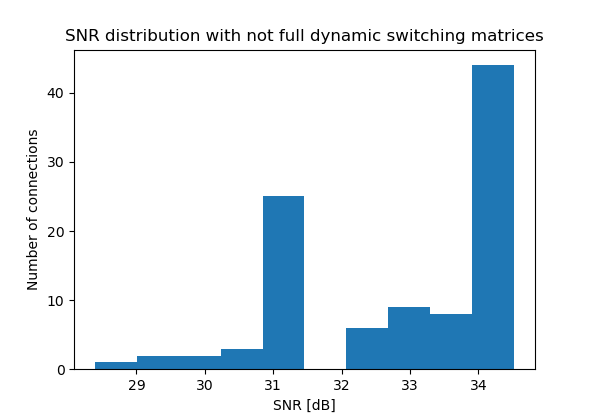 SNR distribution with not full dynamic switching matrices
40
30
20
10
0
Number of connections
29 30 31 32 33 34
SNR [dB]